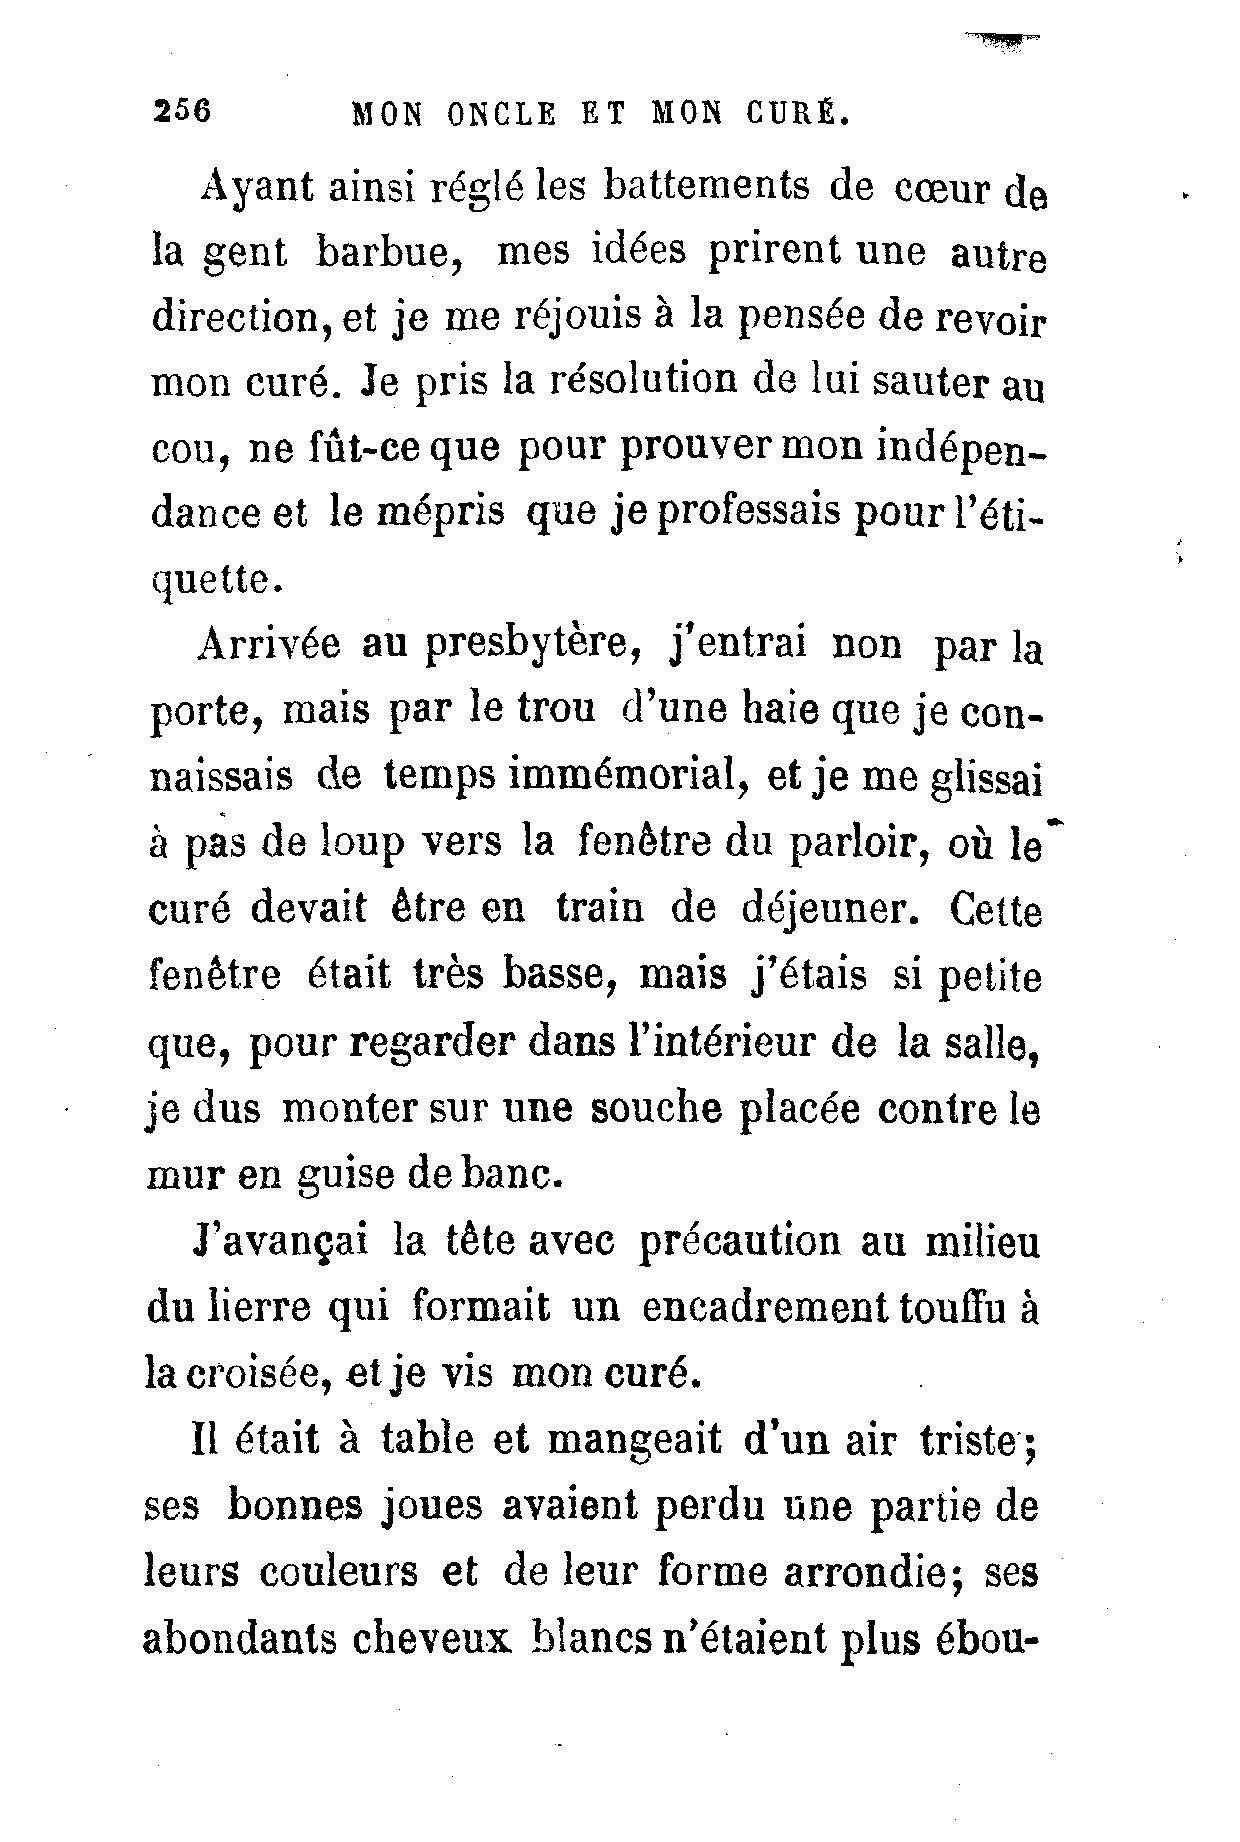 256 MON ONCLE ET MON CURÉ.
Ayant ainsi réglé les battements de cœur de
la gent barbue, mes idées prirent une autre
direction, et je me réjouis à la pensée de revoir
mon curé. Je pris la résolution de lui sauter au
cou, ne fût-ce que pour prouver mon indépen-
dance et le mépris que je professais pour l'éti-
quette.
Arrivée au presbytère, j'entrai non par la
porte, mais par le trou d'une haie que je con-
naissais de temps immémorial, et je me glissai
à pas de loup vers la fenêtre du parloir, où le
curé devait être en train de déjeuner. Cette
fenêtre était très basse, mais j'étais si petite
que, pour regarder dans l'intérieur de la salle,
je dus monter sur une souche placée contre le
mur en guise de banc.
J'avançai la tête avec précaution au milieu
du lierre qui formait un encadrement touffu à
la croisée, et je vis mon curé.
Il était à table et mangeait d'un air triste;
ses bonnes joues avaient perdu une partie de
leurs couleurs et de leur forme arrondie; ses
abondants cheveux blancs n'étaient plus ébou-